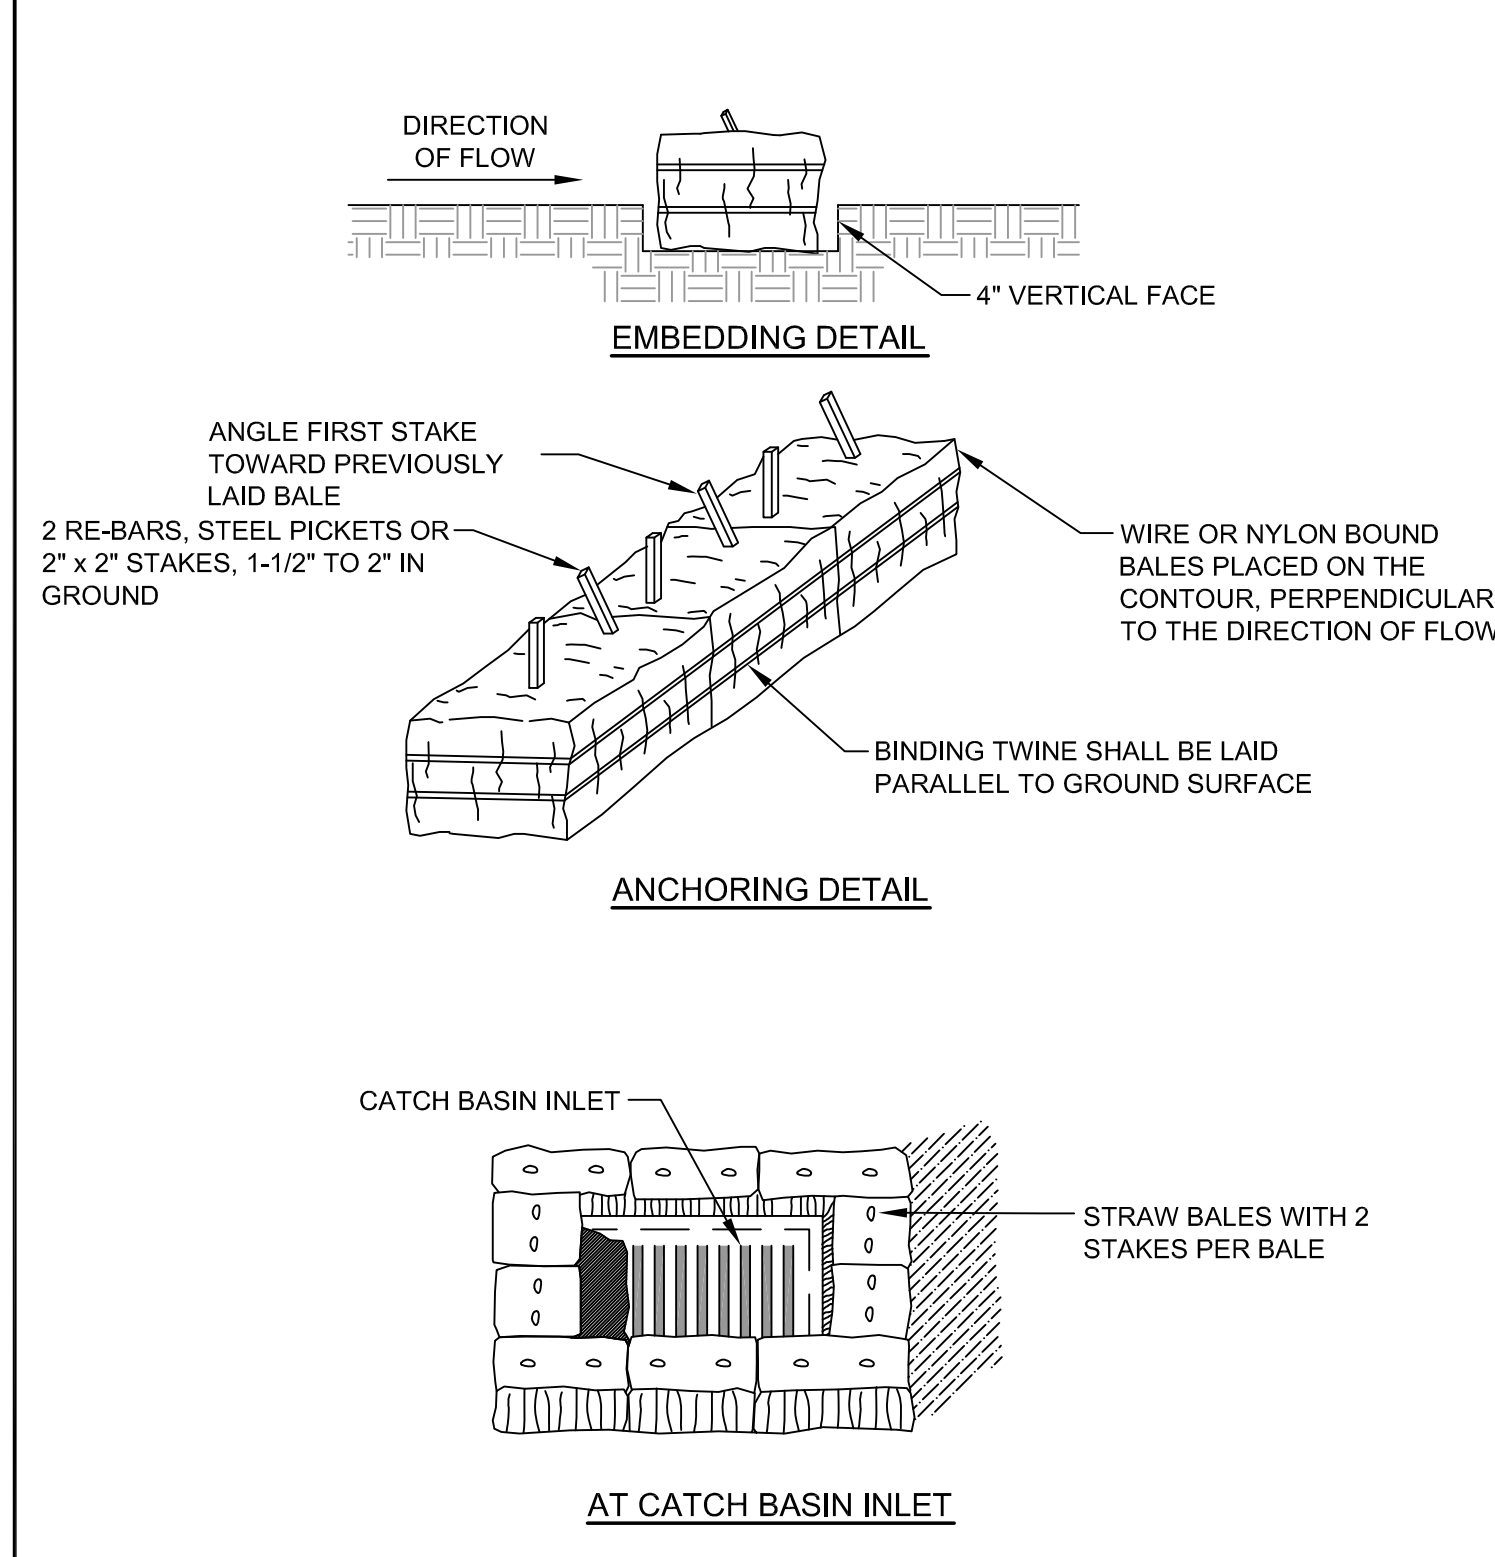 DIRECTION
OF FLOW
4" VERTICAL FACE
EMBEDDING DETAIL
ANGLE FIRST STAKE
TOWARD PREVIOUSLY
LAID BALE
2 RE-BARS, STEEL PICKETS OR
2" x 2" STAKES, 1-1/2" TO 2" IN
GROUND
WIRE OR NYLON BOUND
BALES PLACED ON THE
CONTOUR, PERPENDICULAR
TO THE DIRECTION OF FLOW
BINDING TWINE SHALL BE LAID
PARALLEL TO GROUND SURFACE
ANCHORING DETAIL
CATCH BASIN INLET
STRAW BALES WITH 2
STAKES PER BALE
AT CATCH BASIN INLET